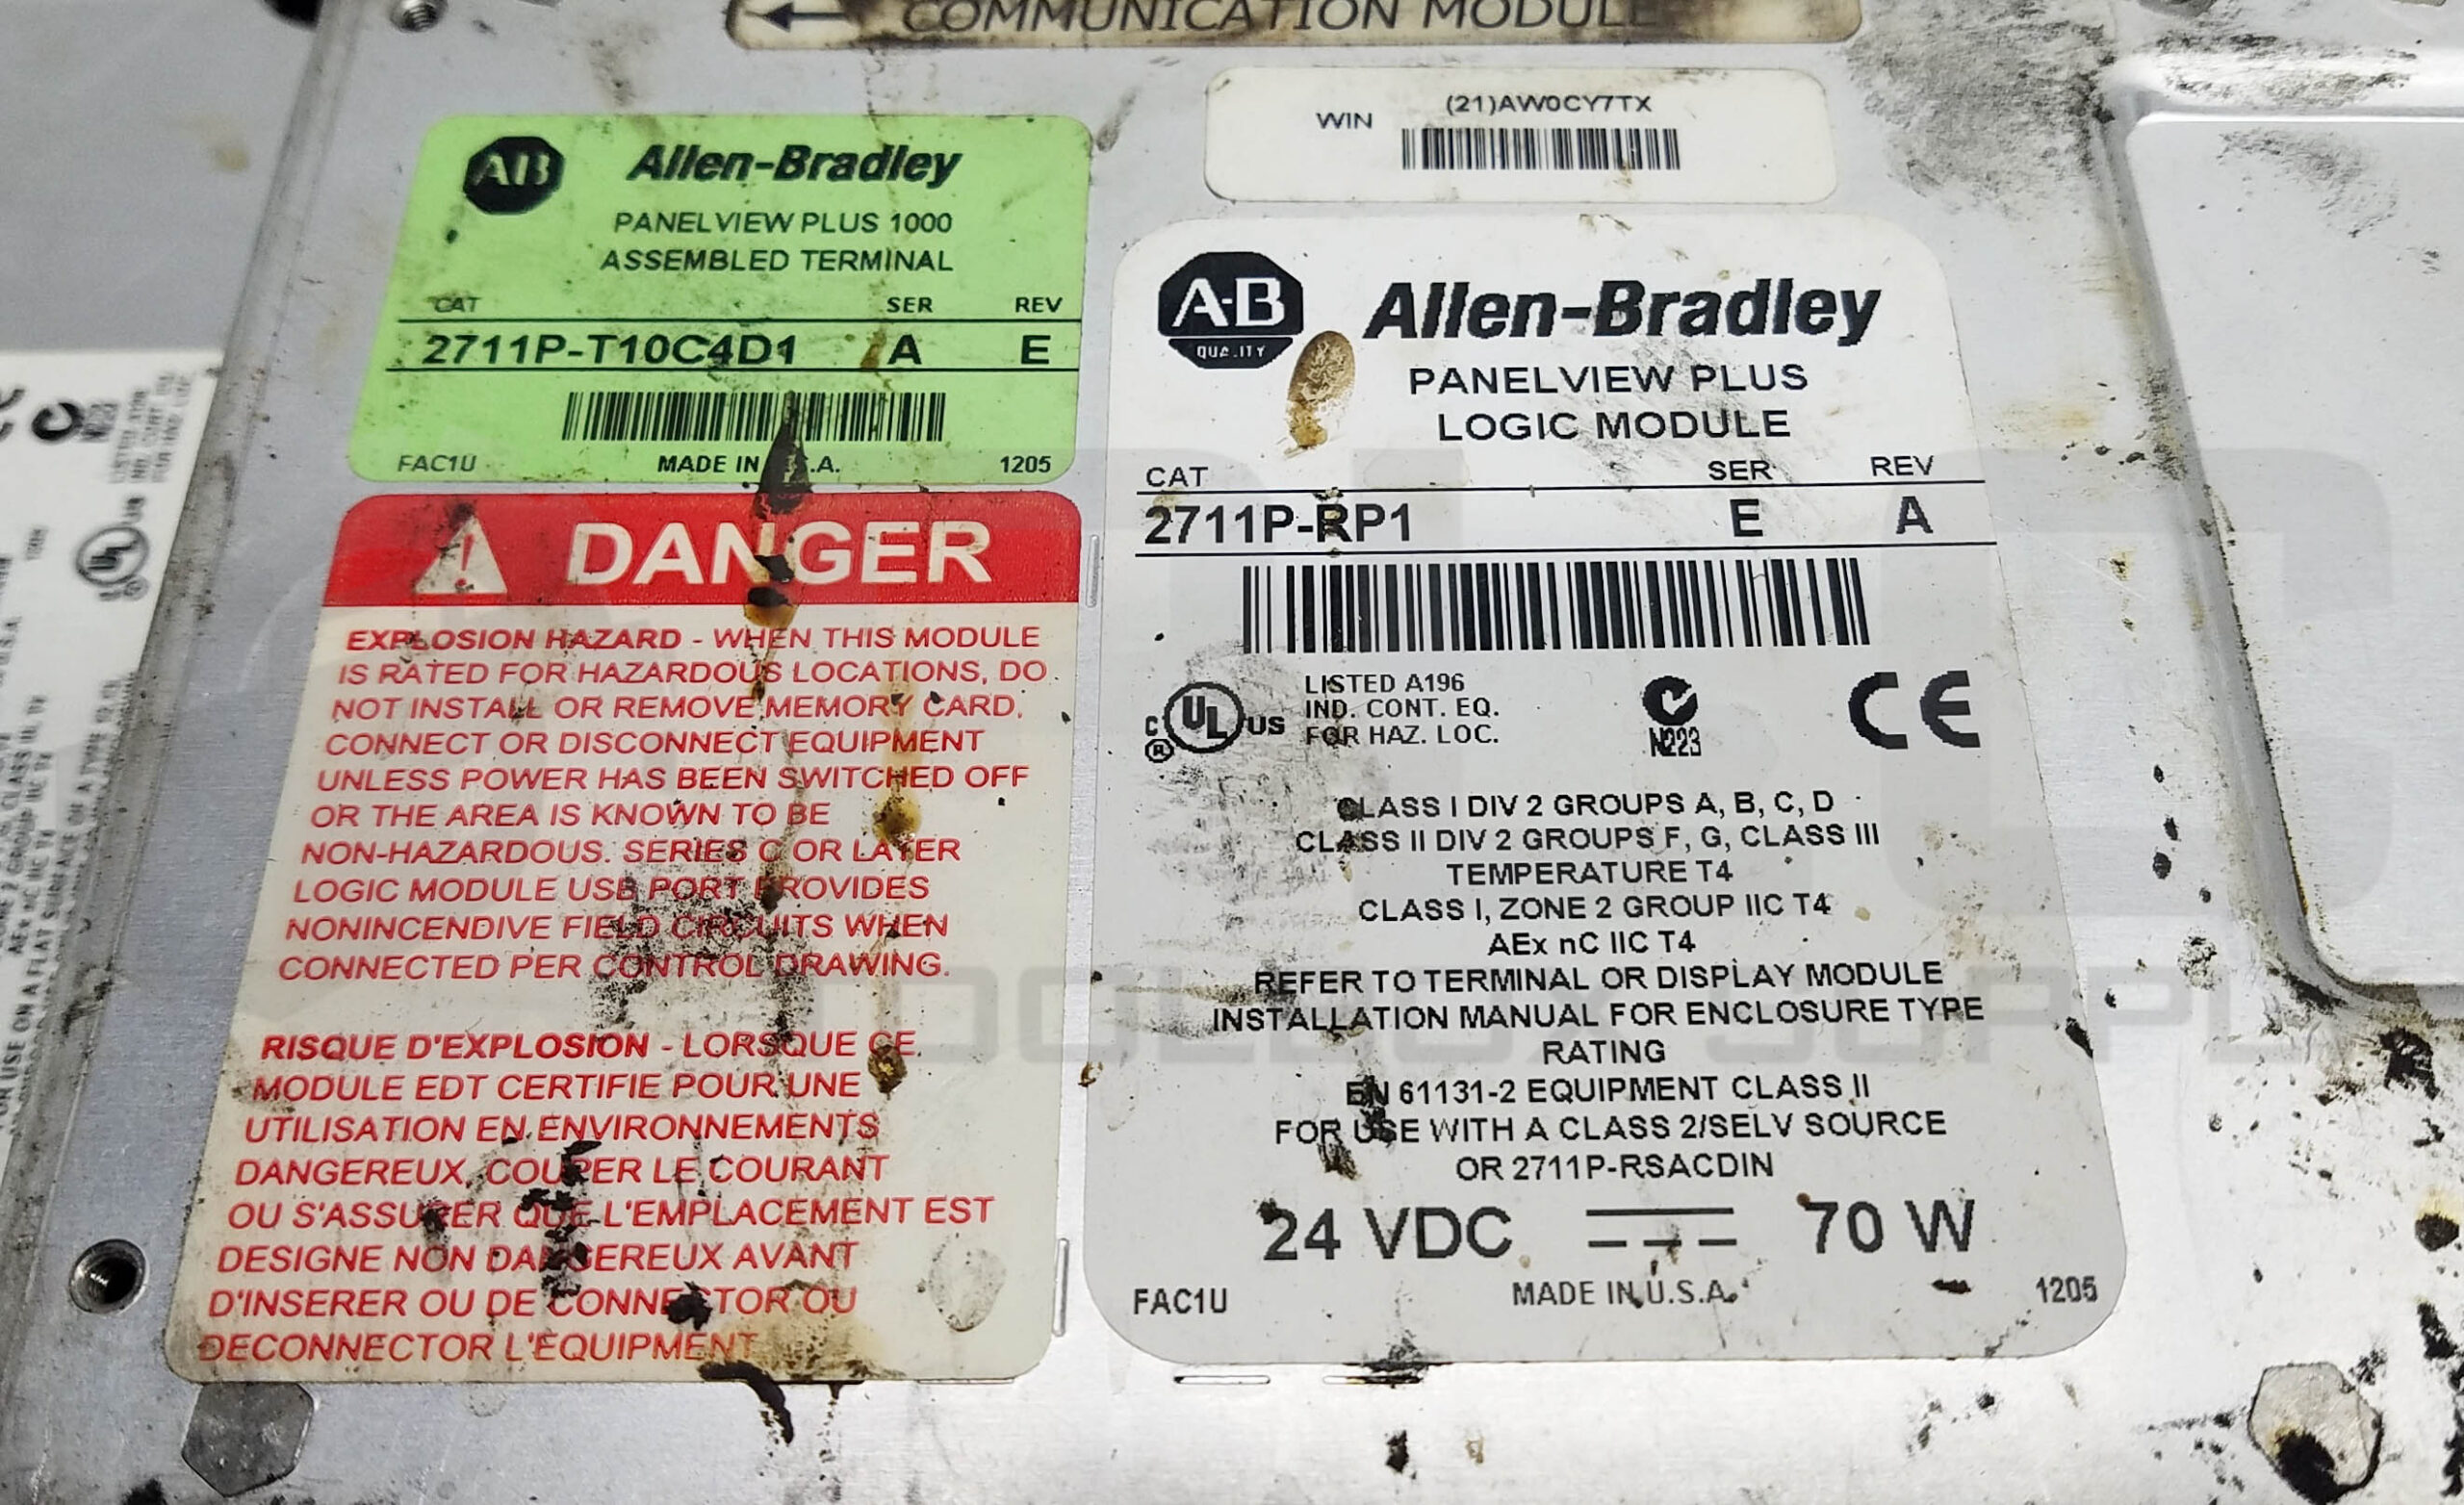 COMMUNICATION MODULE
WIN
(21)AW0CY7TX
AB
Allen-Bradley
PANELVIEW PLUS 1000
ASSEMBLED TERMINAL
CAT SER REV
2711P-T10C4D1 A E
FAC1U MADE IN .A. 1205
DANGER
EXPLOSION HAZARD - WHEN THIS MODULE
IS RATED FOR HAZARDOUS LOCATIONS, DO
NOT INSTALL OR REMOVE MEMORY CARD,
CONNECT OR DISCONNECT EQUIPMENT
UNLESS POWER HAS BEEN SWITCHED OFF
OR THE AREA IS KNOWN TO BE
NON-HAZARDOUS. SERIES C OR LATER
LOGIC MODULE USB PORT PROVIDES
NONINCENDIVE FIELD CIRCUITS WHEN
CONNECTED PER CONTROL DRAWING.
RISQUE D'EXPLOSION - LORSQUE CE
MODULE EDT CERTIFIE POUR UNE
UTILISATION EN ENVIRONNEMENTS
DANGEREUX, COUPER LE COURANT
OU S'ASSURER QUE L'EMPLACEMENT EST
DESIGNE NON DANGEREUX AVANT
D'INSERER OU DE CONNECTOR OU
DECONNECTOR L'EQUIPMENT
A-B
QUALITY
Allen-Bradley
PANELVIEW PLUS
LOGIC MODULE
CAT SER REV
2711P-RP1 E A
C UL US
LISTED A196
IND. CONT. EQ.
FOR HAZ. LOC.
N223
CE
CLASS I DIV 2 GROUPS A, B, C, D
CLASS II DIV 2 GROUPS F, G, CLASS III
TEMPERATURE T4
CLASS I, ZONE 2 GROUP IIC T4
AEx nC IIC T4
REFER TO TERMINAL OR DISPLAY MODULE
INSTALLATION MANUAL FOR ENCLOSURE TYPE
RATING
EN 61131-2 EQUIPMENT CLASS II
FOR USE WITH A CLASS 2/SELV SOURCE
OR 2711P-RSACDIN
24 VDC 70 W
FAC1U MADE IN U.S.A. 1205
TOOLBOX SUPPLY